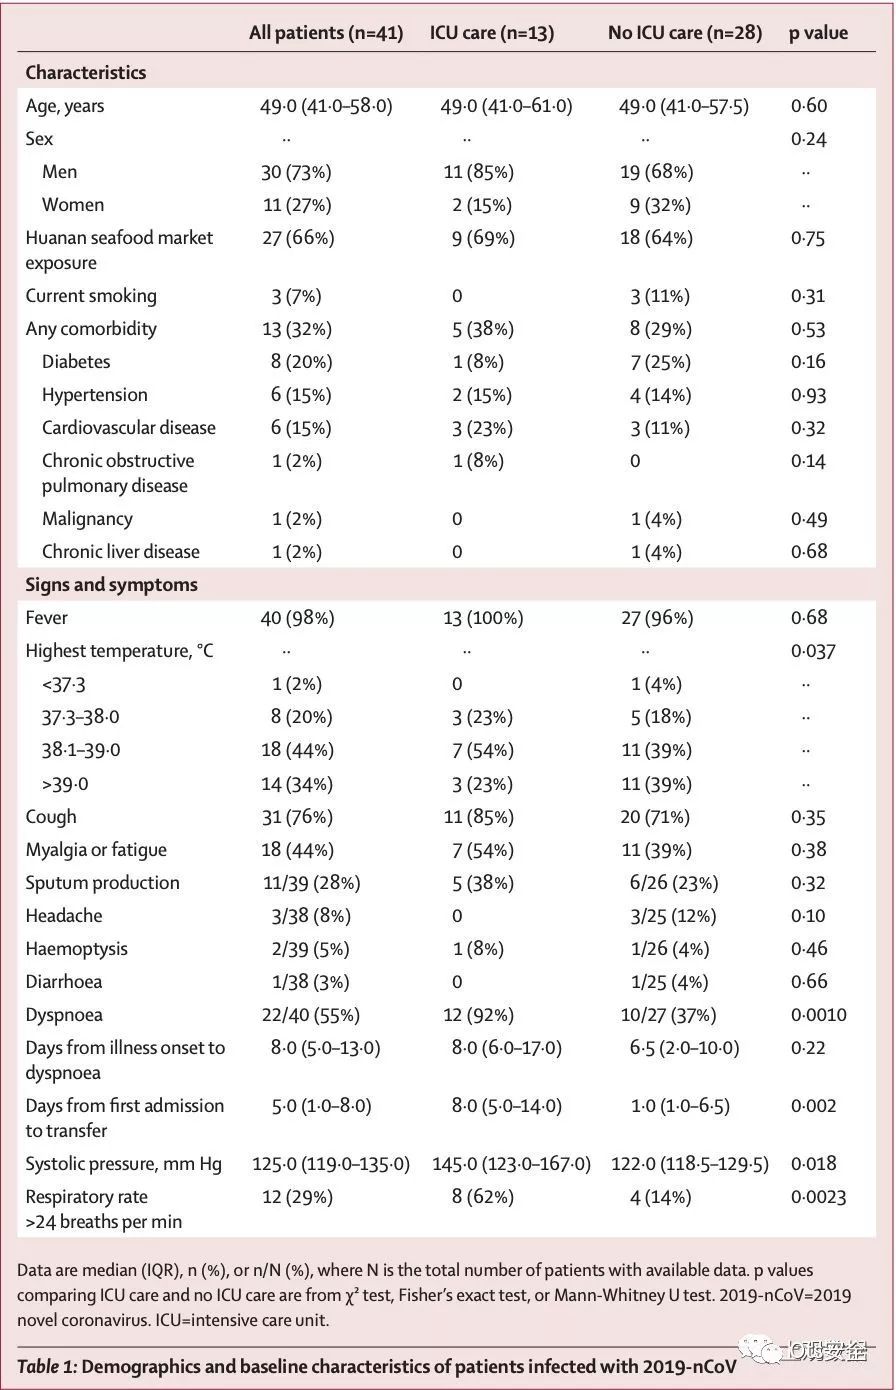 All patients (n=41) ICU care (n=13) No ICU care (n=28) p value
Characteristics
Age, years 49·0 (41·0–58·0) 49·0 (41·0–61·0) 49·0 (41·0–57·5) 0·60
Sex ·· ·· ·· 0·24
Men 30 (73%) 11 (85%) 19 (68%) ··
Women 11 (27%) 2 (15%) 9 (32%) ··
Huanan seafood market 27 (66%) 9 (69%) 18 (64%) 0·75
exposure
Current smoking 3 (7%) 0 3 (11%) 0·31
Any comorbidity 13 (32%) 5 (38%) 8 (29%) 0·53
Diabetes 8 (20%) 1 (8%) 7 (25%) 0·16
Hypertension 6 (15%) 2 (15%) 4 (14%) 0·93
Cardiovascular disease 6 (15%) 3 (23%) 3 (11%) 0·32
Chronic obstructive 1 (2%) 1 (8%) 0 0·14
pulmonary disease
Malignancy 1 (2%) 0 1 (4%) 0·49
Chronic liver disease 1 (2%) 0 1 (4%) 0·68
Signs and symptoms
Fever 40 (98%) 13 (100%) 27 (96%) 0·68
Highest temperature, °C ·· ·· ·· 0·037
<37·3 1 (2%) 0 1 (4%) ··
37·3–38·0 8 (20%) 3 (23%) 5 (18%) ··
38·1–39·0 18 (44%) 7 (54%) 11 (39%) ··
>39·0 14 (34%) 3 (23%) 11 (39%) ··
Cough 31 (76%) 11 (85%) 20 (71%) 0·35
Myalgia or fatigue 18 (44%) 7 (54%) 11 (39%) 0·38
Sputum production 11/39 (28%) 5 (38%) 6/26 (23%) 0·32
Headache 3/38 (8%) 0 3/25 (12%) 0·10
Haemoptysis 2/39 (5%) 1 (8%) 1/26 (4%) 0·46
Diarrhoea 1/38 (3%) 0 1/25 (4%) 0·66
Dyspnoea 22/40 (55%) 12 (92%) 10/27 (37%) 0·0010
Days from illness onset to 8·0 (5·0–13·0) 8·0 (6·0–17·0) 6·5 (2·0–10·0) 0·22
dyspnoea
Days from first admission 5·0 (1·0–8·0) 8·0 (5·0–14·0) 1·0 (1·0–6·5) 0·002
to transfer
Systolic pressure, mm Hg 125·0 (119·0–135·0) 145·0 (123·0–167·0) 122·0 (118·5–129·5) 0·018
Respiratory rate 12 (29%) 8 (62%) 4 (14%) 0·0023
>24 breaths per min
Data are median (IQR), n (%), or n/N (%), where N is the total number of patients with available data. p values
comparing ICU care and no ICU care are from χ² test, Fisher's exact test, or Mann-Whitney U test. 2019-nCoV=2019
novel coronavirus. ICU=intensive care unit.
Table 1: Demographics and baseline characteristics of patients infected with 2019-nCoV